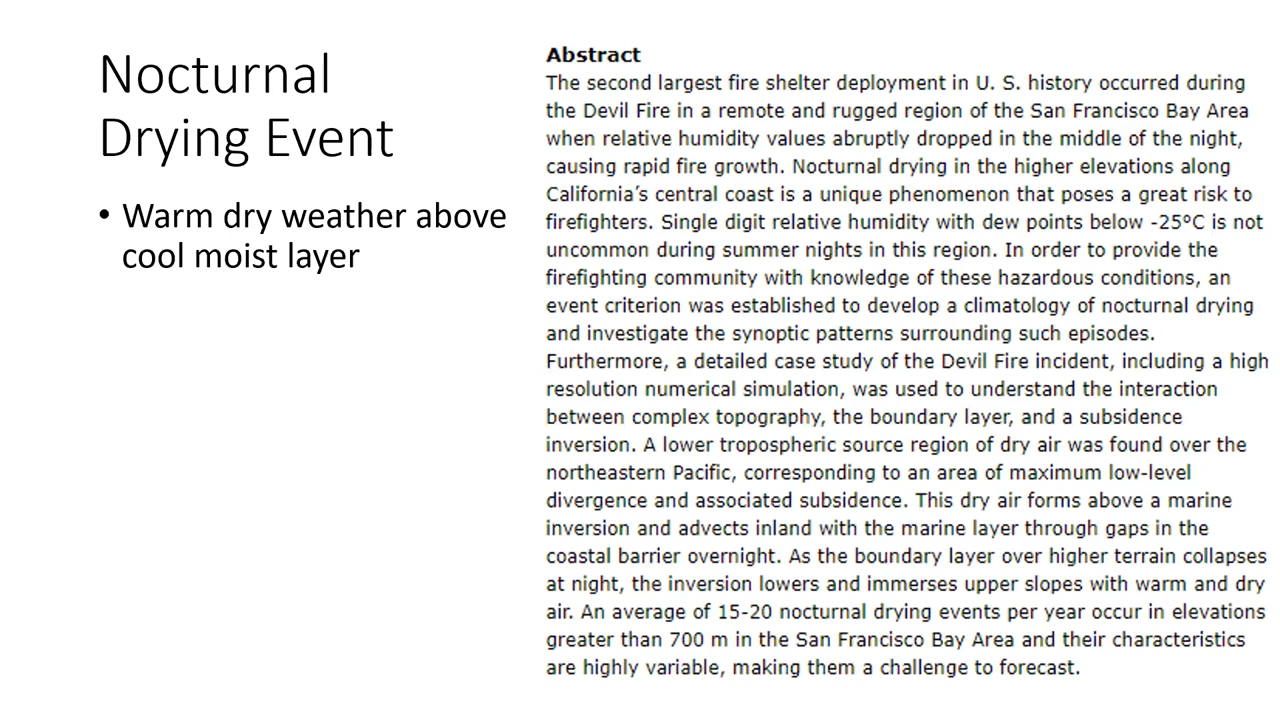 Nocturnal
Drying Event
• Warm dry weather above
cool moist layer
Abstract
The second largest fire shelter deployment in U. S. history occurred during
the Devil Fire in a remote and rugged region of the San Francisco Bay Area
when relative humidity values abruptly dropped in the middle of the night,
causing rapid fire growth. Nocturnal drying in the higher elevations along
California’s central coast is a unique phenomenon that poses a great risk to
firefighters. Single digit relative humidity with dew points below -25°C is not
uncommon during summer nights in this region. In order to provide the
firefighting community with knowledge of these hazardous conditions, an
event criterion was established to develop a climatology of nocturnal drying
and investigate the synoptic patterns surrounding such episodes.
Furthermore, a detailed case study of the Devil Fire incident, including a high
resolution numerical simulation, was used to understand the interaction
between complex topography, the boundary layer, and a subsidence
inversion. A lower tropospheric source region of dry air was found over the
northeastern Pacific, corresponding to an area of maximum low-level
divergence and associated subsidence. This dry air forms above a marine
inversion and advects inland with the marine layer through gaps in the
coastal barrier overnight. As the boundary layer over higher terrain collapses
at night, the inversion lowers and immerses upper slopes with warm and dry
air. An average of 15-20 nocturnal drying events per year occur in elevations
greater than 700 m in the San Francisco Bay Area and their characteristics
are highly variable, making them a challenge to forecast.